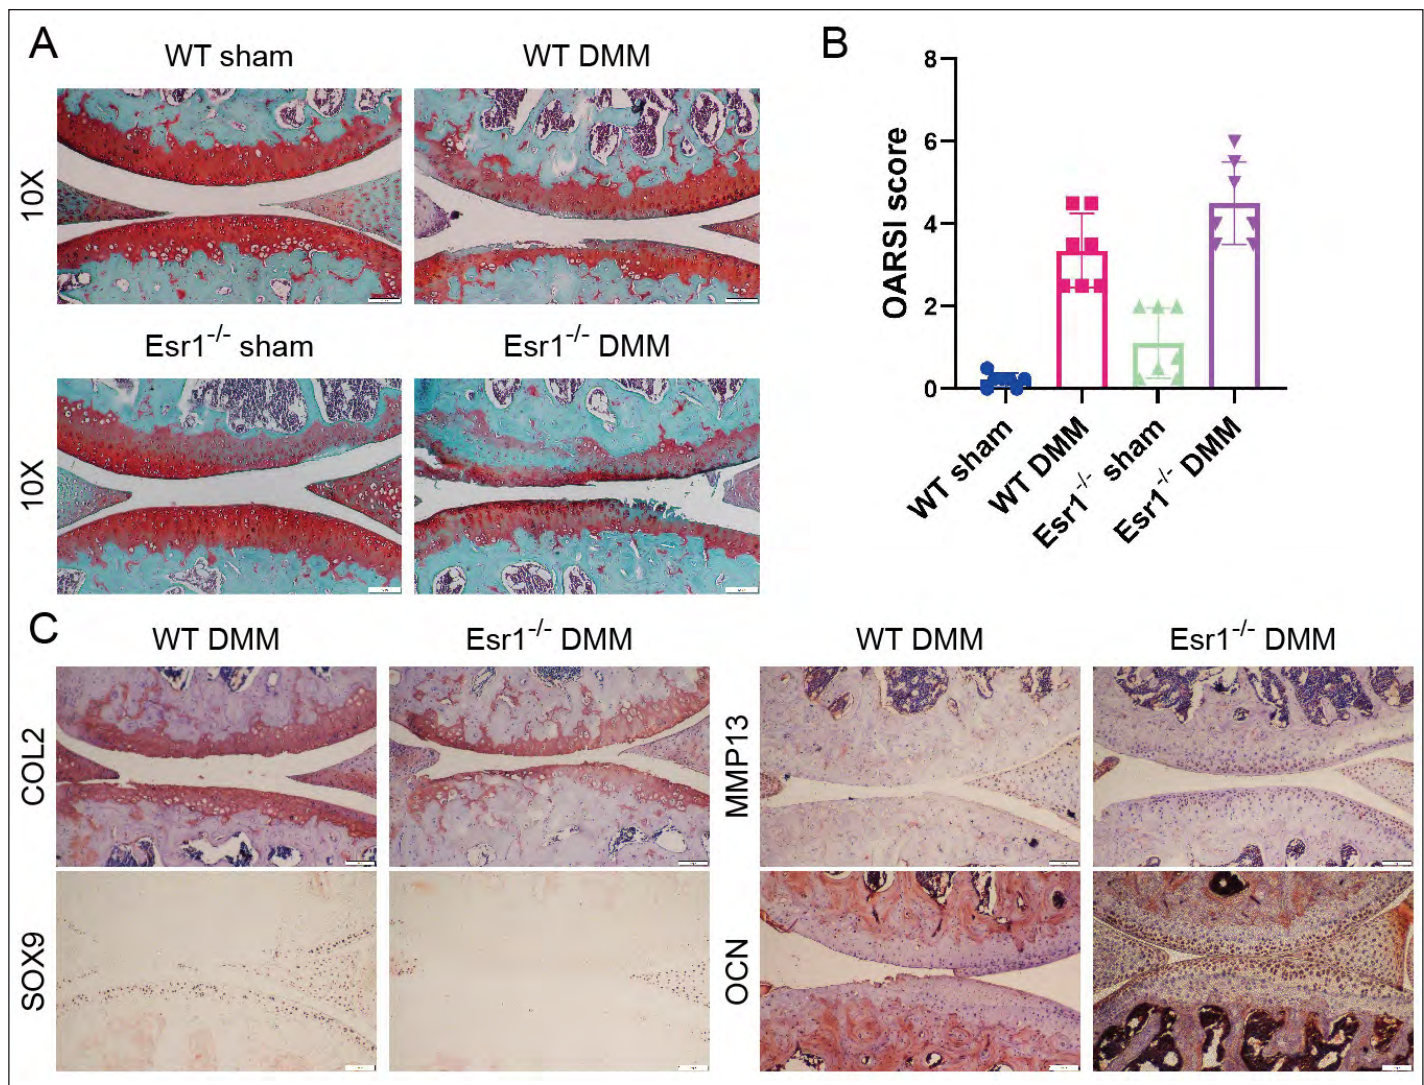 A
WT sham
WT DMM
10X
Esr1-/- sham
Esr1-/- DMM
10X
B
OARSI score
8
6
4
2
0
WT sham
WT DMM
Esr1-/- sham
Esr1-/- DMM
C
WT DMM
Esr1-/- DMM
WT DMM
Esr1-/- DMM
COL2
MMP13
SOX9
OCN